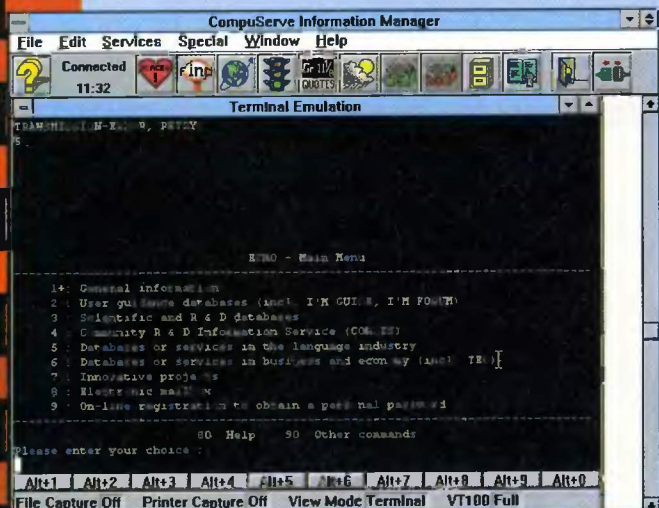 CompuServe Information Manager
File Edit Services Special Window Help
Connected
11:32
QUOTES
Terminal Emulation
5
Main Menu
1+: General information
2 : User guidance databases (incl. I'M GUIDE, I'M FORUM)
3 : Scientific and R & D databases
4 : Community R & D Information Service
5 : Databases or services in the language industry
6 : Databases or services in business and economy (incl. TED)
7 : Innovative projects
8 : Electronic mailbox
9 : On-line registration to obtain a personal password
80 Help 90 Other commands
Please enter your choice :
Alt+1 Alt+2 Alt+3 Alt+4 Alt+5 Alt+6 Alt+7 Alt+8 Alt+9 Alt+0
File Capture Off Printer Capture Off View Mode Terminal VT100 Full